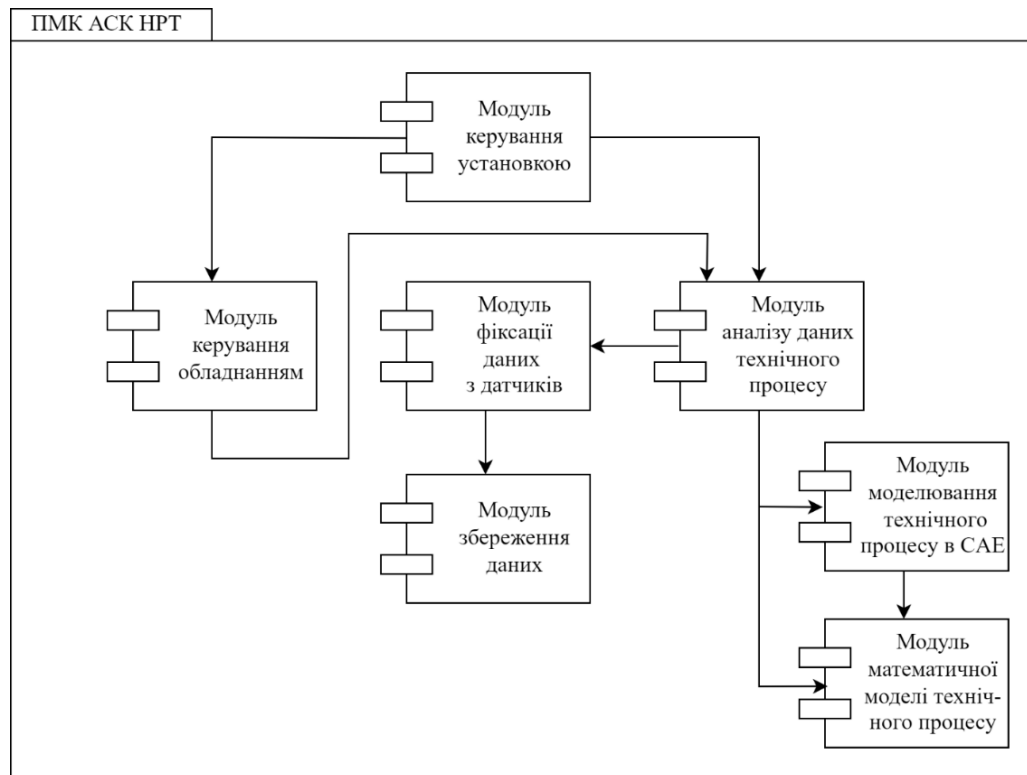 ПМК АСК НРТ
Модуль
керування
установкою
Модуль
керування
обладнанням
Модуль
фіксації
даних
з датчиків
Модуль
аналізу даних
технічного
процесу
Модуль
збереження
даних
Модуль
моделювання
технічного
процесу в САЕ
Модуль
математичної
моделі техніч-
ного процесу